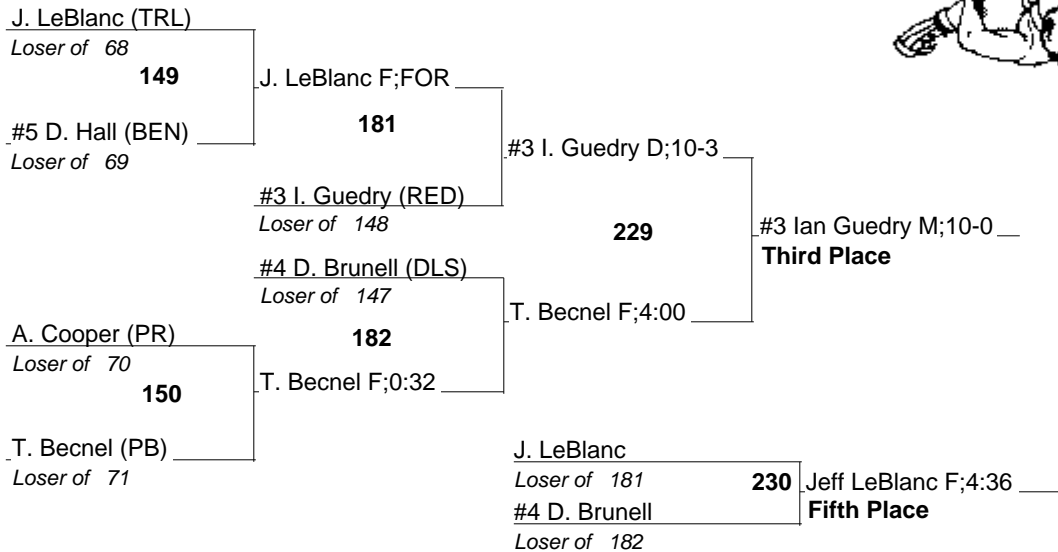 J. LeBlanc (TRL)
Loser of 68
149
J. LeBlanc F;FOR
#5 D. Hall (BEN)
Loser of 69
181
#3 I. Guedry D;10-3
#3 I. Guedry (RED)
Loser of 148
229
#3 Ian Guedry M;10-0
Third Place
#4 D. Brunell (DLS)
Loser of 147
T. Becnel F;4:00
A. Cooper (PR)
Loser of 70
182
150
T. Becnel F;0:32
T. Becnel (PB)
Loser of 71
J. LeBlanc
Loser of 181
230
Jeff LeBlanc F;4:36
Fifth Place
#4 D. Brunell
Loser of 182